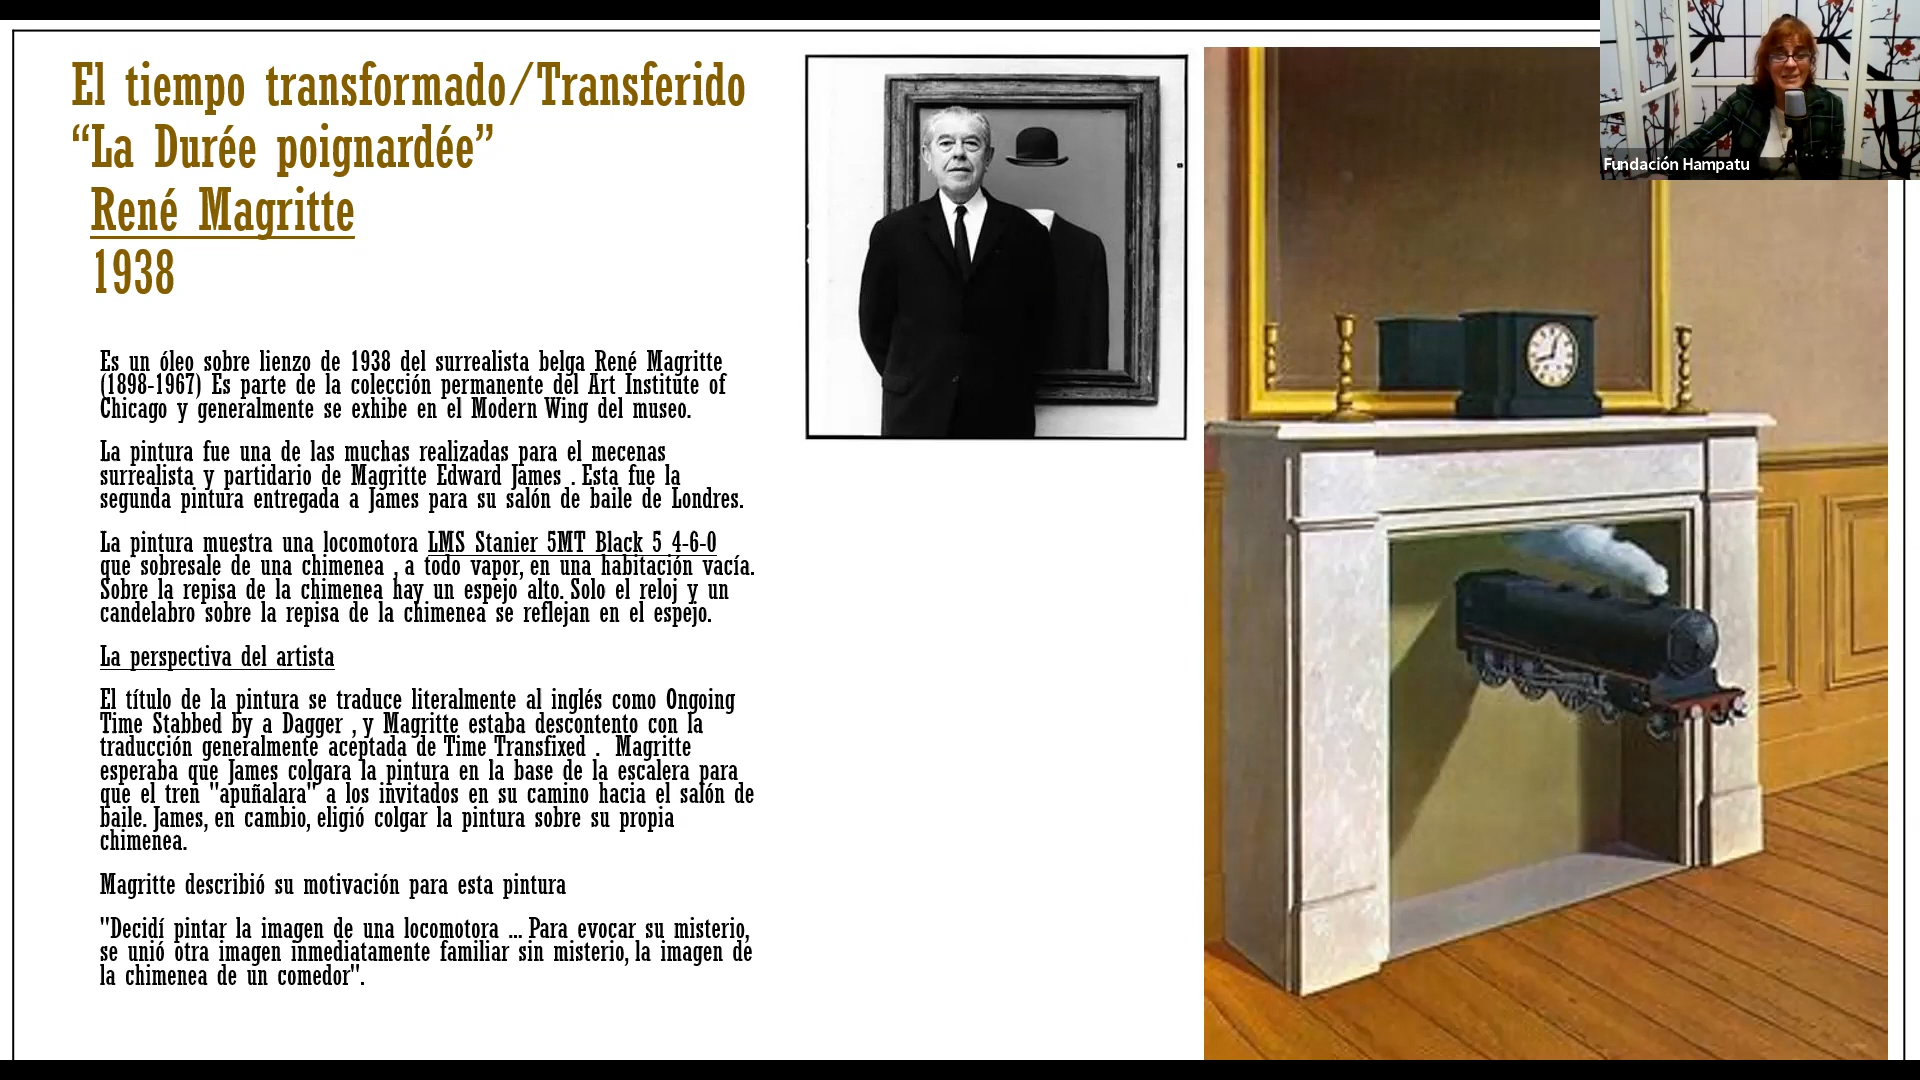 El tiempo transformado/Transferido
“La Durée poignardée”
René Magritte
1938
Es un óleo sobre lienzo de 1938 del surrealista belga René Magritte
(1898-1967) Es parte de la colección permanente del Art Institute of
Chicago y generalmente se exhibe en el Modern Wing del museo.
La pintura fue una de las muchas realizadas para el mecenas
surrealista y partidario de Magritte Edward James . Esta fue la
segunda pintura entregada a James para su salón de baile de Londres.
La pintura muestra una locomotora LMS Stanier 5MT Black 5 4-6-0
que sobresale de una chimenea , a todo vapor, en una habitación vacía.
Sobre la repisa de la chimenea hay un espejo alto. Solo el reloj y un
candelabro sobre la repisa de la chimenea se reflejan en el espejo.
La perspectiva del artista
El título de la pintura se traduce literalmente al inglés como Ongoing
Time Stabbed by a Dagger , y Magritte estaba descontento con la
traducción generalmente aceptada de Time Transfixed .  Magritte
esperaba que James colgara la pintura en la base de la escalera para
que el tren "apuñalara" a los invitados en su camino hacia el salón de
baile. James, en cambio, eligió colgar la pintura sobre su propia
chimenea.
Magritte describió su motivación para esta pintura
"Decidí pintar la imagen de una locomotora ... Para evocar su misterio,
se unió otra imagen inmediatamente familiar sin misterio, la imagen de
la chimenea de un comedor".
Fundación Hampatu